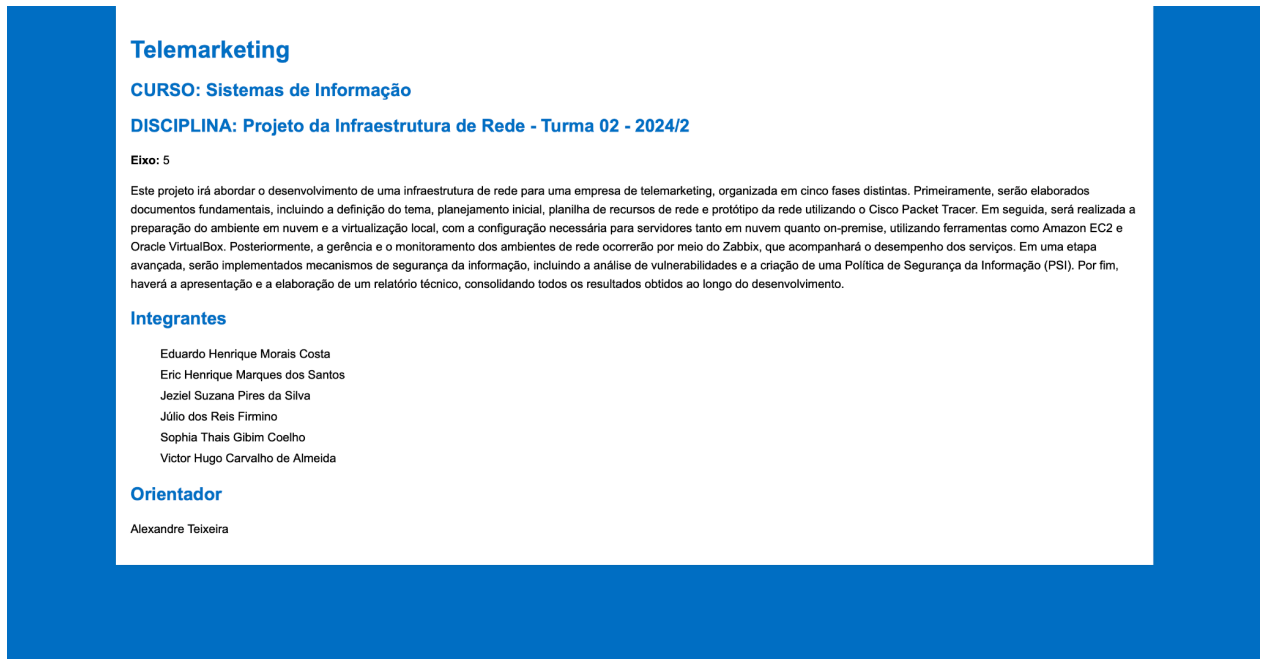 Telemarketing
CURSO: Sistemas de Informação
DISCIPLINA: Projeto da Infraestrutura de Rede - Turma 02 - 2024/2
Eixo: 5
Este projeto irá abordar o desenvolvimento de uma infraestrutura de rede para uma empresa de telemarketing, organizada em cinco fases distintas. Primeiramente, serão elaborados
documentos fundamentais, incluindo a definição do tema, planejamento inicial, planilha de recursos de rede e protótipo da rede utilizando o Cisco Packet Tracer. Em seguida, será realizada a
preparação do ambiente em nuvem e a virtualização local, com a configuração necessária para servidores tanto em nuvem quanto on-premise, utilizando ferramentas como Amazon EC2 e
Oracle VirtualBox. Posteriormente, a gerência e o monitoramento dos ambientes de rede ocorrerão por meio do Zabbix, que acompanhará o desempenho dos serviços. Em uma etapa
avançada, serão implementados mecanismos de segurança da informação, incluindo a análise de vulnerabilidades e a criação de uma Política de Segurança da Informação (PSI). Por fim,
haverá a apresentação e a elaboração de um relatório técnico, consolidando todos os resultados obtidos ao longo do desenvolvimento.
Integrantes
Eduardo Henrique Morais Costa
Eric Henrique Marques dos Santos
Jeziel Suzana Pires da Silva
Júlio dos Reis Firmino
Sophia Thais Gibim Coelho
Victor Hugo Carvalho de Almeida
Orientador
Alexandre Teixeira